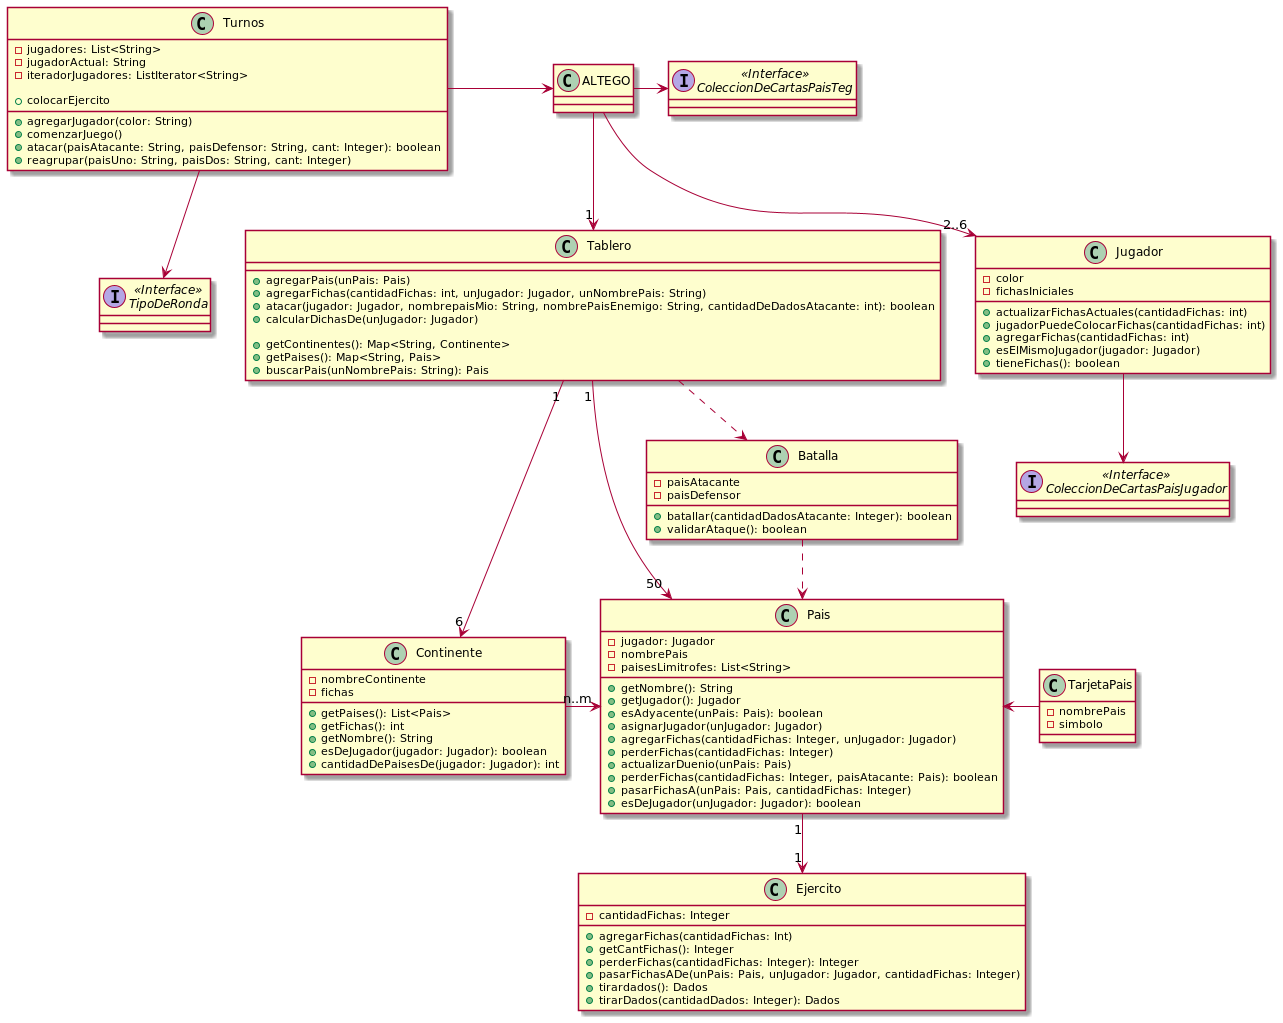 C Turnos
jugadores: List<String>
jugadorActual: String
iteradorJugadores: ListIterator<String>
colocarEjercito
agregarJugador(color: String)
comenzarJuego()
atacar(paisAtacante: String, paisDefensor: String, cant: Integer): boolean
reagrupar(paisUno: String, paisDos: String, cant: Integer)
C ALTEGO
I «Interface»
ColeccionDeCartasPaisTeg
1
2..6
I «Interface»
TipoDeRonda
C Tablero
agregarPais(unPais: Pais)
agregarFichas(cantidadFichas: int, unJugador: Jugador, unNombrePais: String)
atacar(jugador: Jugador, nombrepaisMio: String, nombrePaisEnemigo: String, cantidadDeDadosAtacante: int): boolean
calcularDichasDe(unJugador: Jugador)
getContinentes(): Map<String, Continente>
getPaises(): Map<String, Pais>
buscarPais(unNombrePais: String): Pais
C Jugador
color
fichasIniciales
actualizarFichasActuales(cantidadFichas: int)
jugadorPuedeColocarFichas(cantidadFichas: int)
agregarFichas(cantidadFichas: int)
esElMismoJugador(jugador: Jugador)
tieneFichas(): boolean
1
1
C Batalla
paisAtacante
paisDefensor
batallar(cantidadDadosAtacante: Integer): boolean
validarAtaque(): boolean
I «Interface»
ColeccionDeCartasPaisJugador
6
50
C Continente
nombreContinente
fichas
getPaises(): List<Pais>
getFichas(): int
getNombre(): String
esDeJugador(jugador: Jugador): boolean
cantidadDePaisesDe(jugador: Jugador): int
n..m
C Pais
jugador: Jugador
nombrePais
paisesLimitrofes: List<String>
getNombre(): String
getJugador(): Jugador
esAdyacente(unPais: Pais): boolean
asignarJugador(unJugador: Jugador)
agregarFichas(cantidadFichas: Integer, unJugador: Jugador)
perderFichas(cantidadFichas: Integer)
actualizarDuenio(unPais: Pais)
perderFichas(cantidadFichas: Integer, paisAtacante: Pais): boolean
pasarFichasA(unPais: Pais, cantidadFichas: Integer)
esDeJugador(unJugador: Jugador): boolean
C TarjetaPais
nombrePais
simbolo
1
1
C Ejercito
cantidadFichas: Integer
agregarFichas(cantidadFichas: Int)
getCantFichas(): Integer
perderFichas(cantidadFichas: Integer): Integer
pasarFichasADe(unPais: Pais, unJugador: Jugador, cantidadFichas: Integer)
tirardados(): Dados
tirarDados(cantidadDados: Integer): Dados